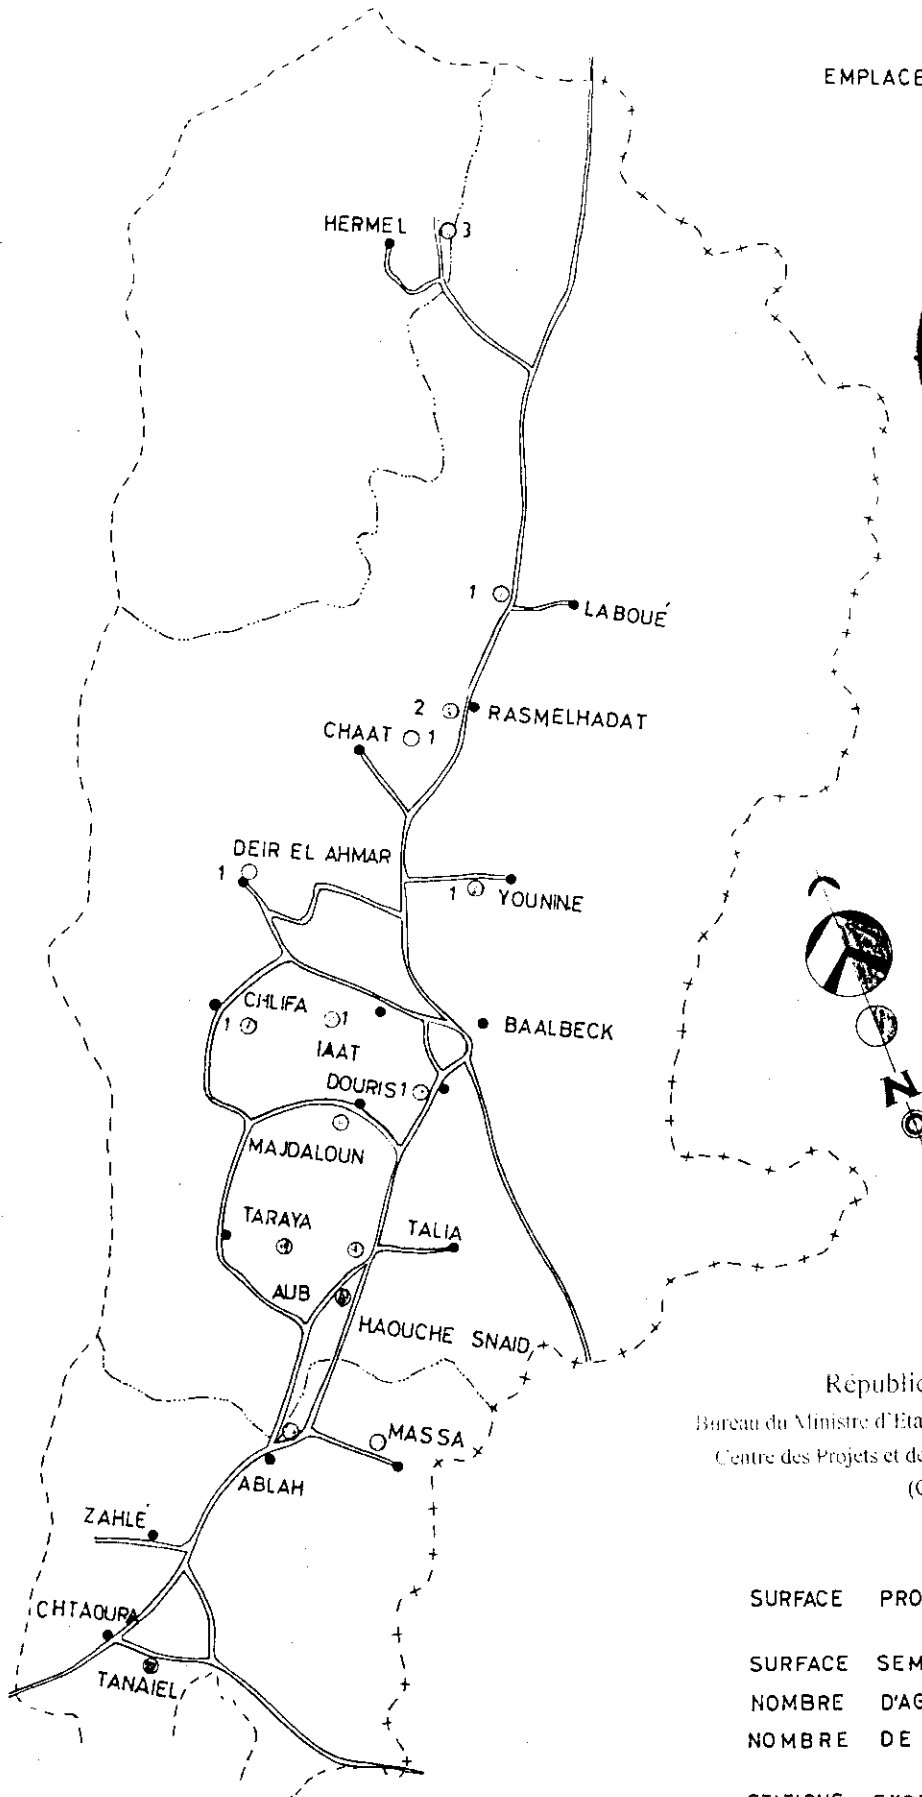 EMPLACE
HERMEL
3
1
LABOUÉ
2
RASMELHADAT
CHAAT
1
DEIR EL AHMAR
1
1
YOUNINE
CHLIFA
1
1
IAAT
BAALBECK
DOURIS
1
MAJDALOUN
TARAYA
TALIA
AUB
HAOUCHE SNAID
N
MASSA
ABLAH
ZAHLÉ
CHTAOURA
TANAIEL
Républic
Bureau du Ministre d'Eta
Centre des Projets et de
(C
SURFACE PRO
SURFACE SEM
NOMBRE D'AG
NOMBRE DE